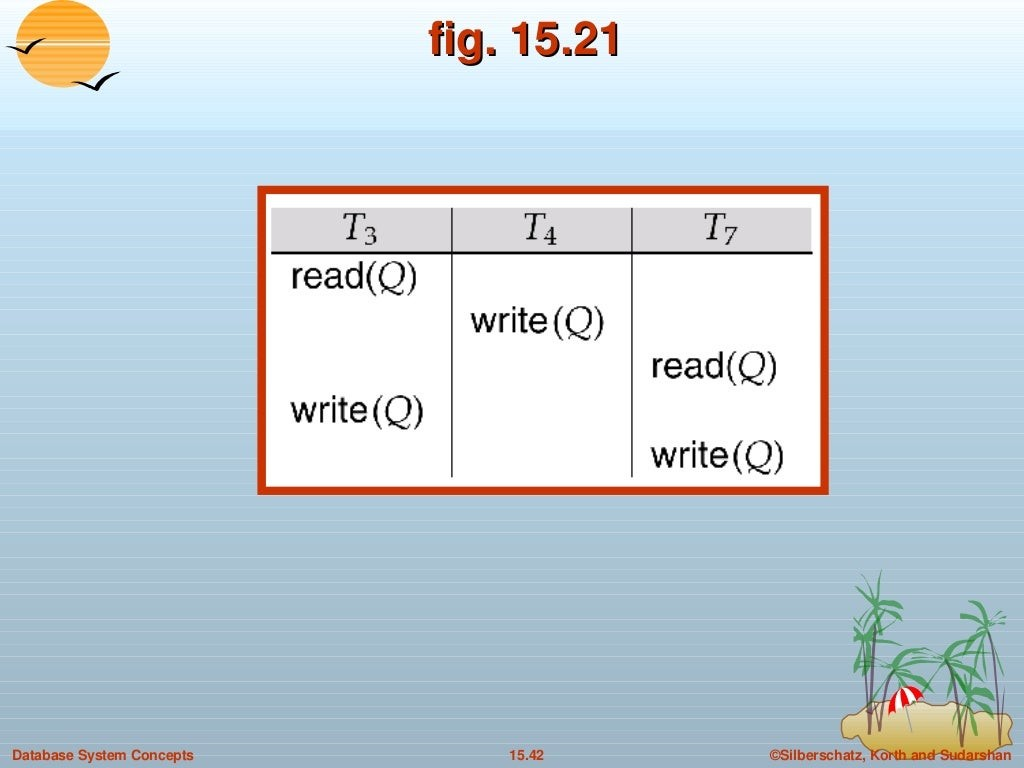 fig. 15.21
T3 T4 T7
read(Q)
write(Q)
read(Q)
write(Q)
write(Q)
Database System Concepts 15.42 ©Silberschatz, Korth and Sudarshan